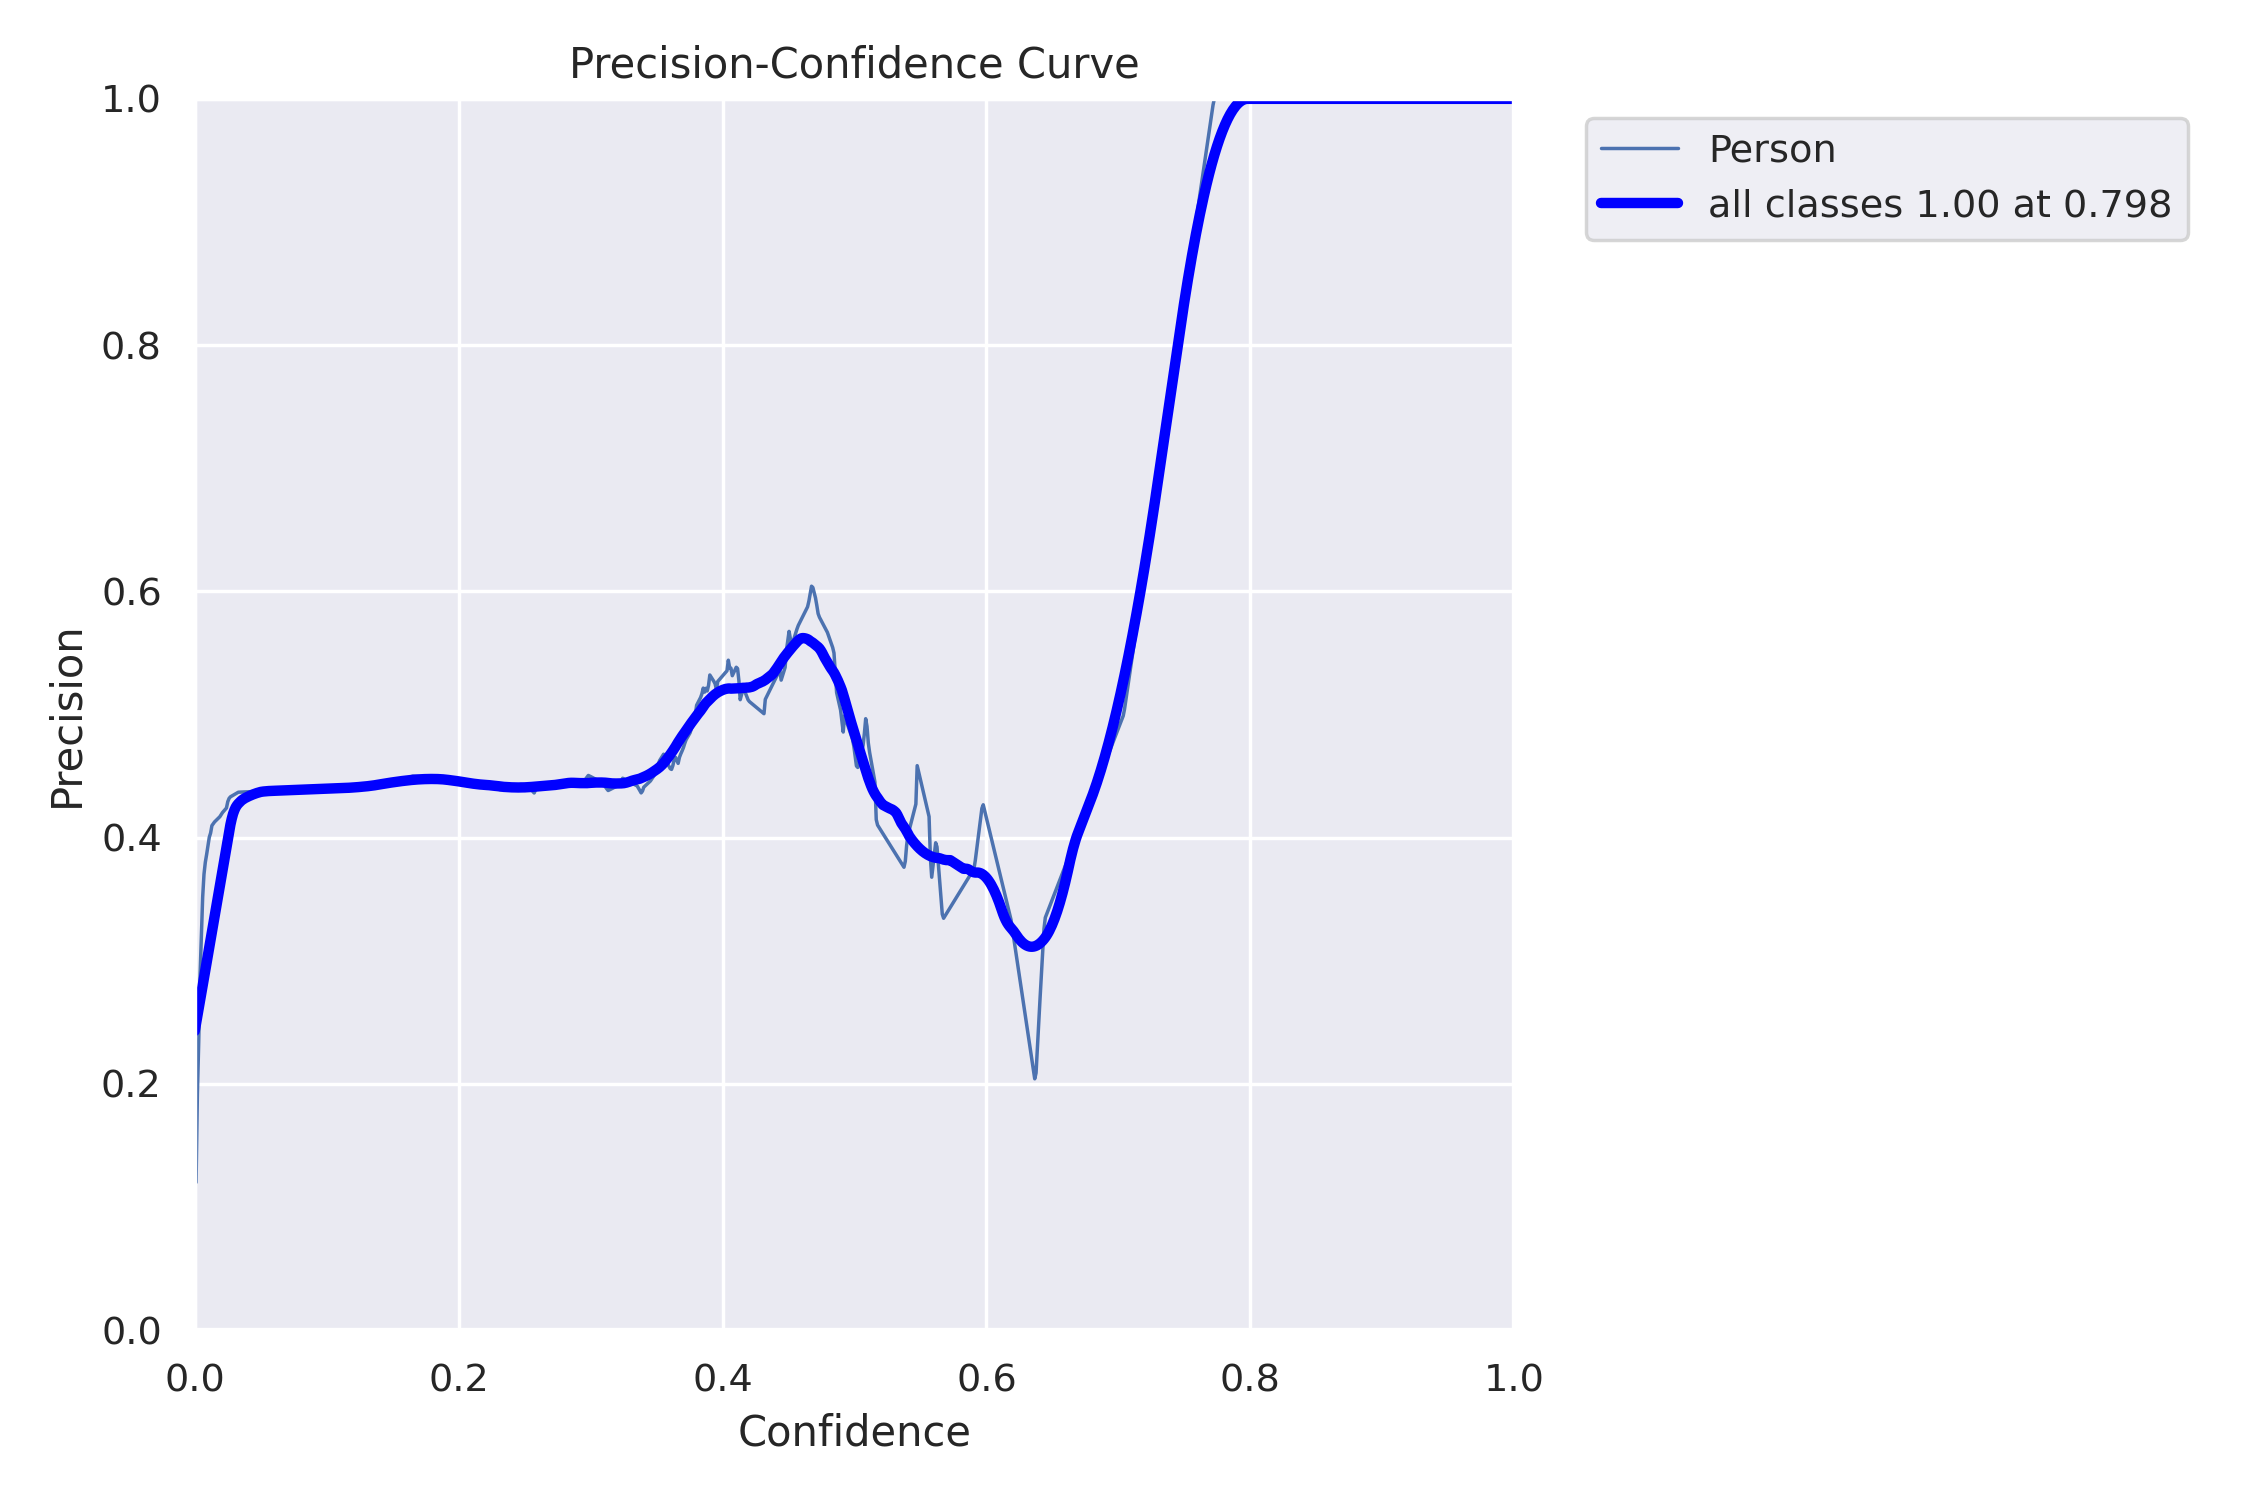 Precision-Confidence Curve
1.0
0.8
0.6
0.4
0.2
0.0
Precision
0.0 0.2 0.4 0.6 0.8 1.0
Confidence
Person
all classes 1.00 at 0.798